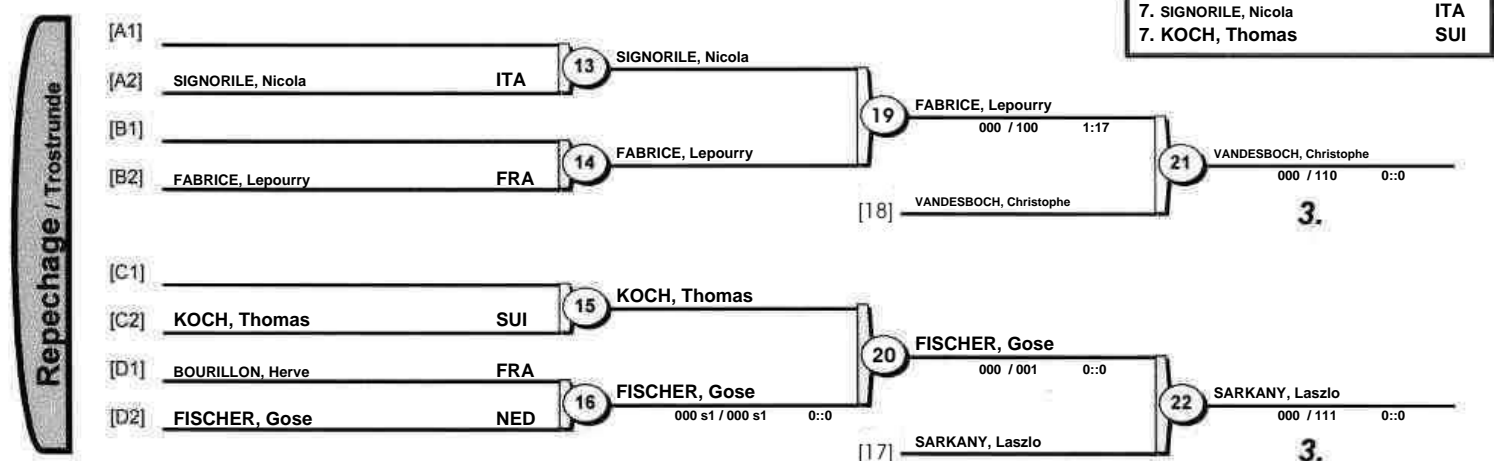 7. SIGNORILE, Nicola ITA
7. KOCH, Thomas SUI
Repechage / Trostrunde
[A1]
13 SIGNORILE, Nicola
[A2] SIGNORILE, Nicola ITA
19 FABRICE, Lepourry
000 / 100 1:17
[B1]
14 FABRICE, Lepourry
[B2] FABRICE, Lepourry FRA
21 VANDESBOCH, Christophe
000 / 110 0::0
[18] VANDESBOCH, Christophe
3.
[C1]
15 KOCH, Thomas
[C2] KOCH, Thomas SUI
20 FISCHER, Gose
000 / 001 0::0
[D1] BOURILLON, Herve FRA
16 FISCHER, Gose
000 s1 / 000 s1 0::0
[D2] FISCHER, Gose NED
22 SARKANY, Laszlo
000 / 111 0::0
[17] SARKANY, Laszlo
3.